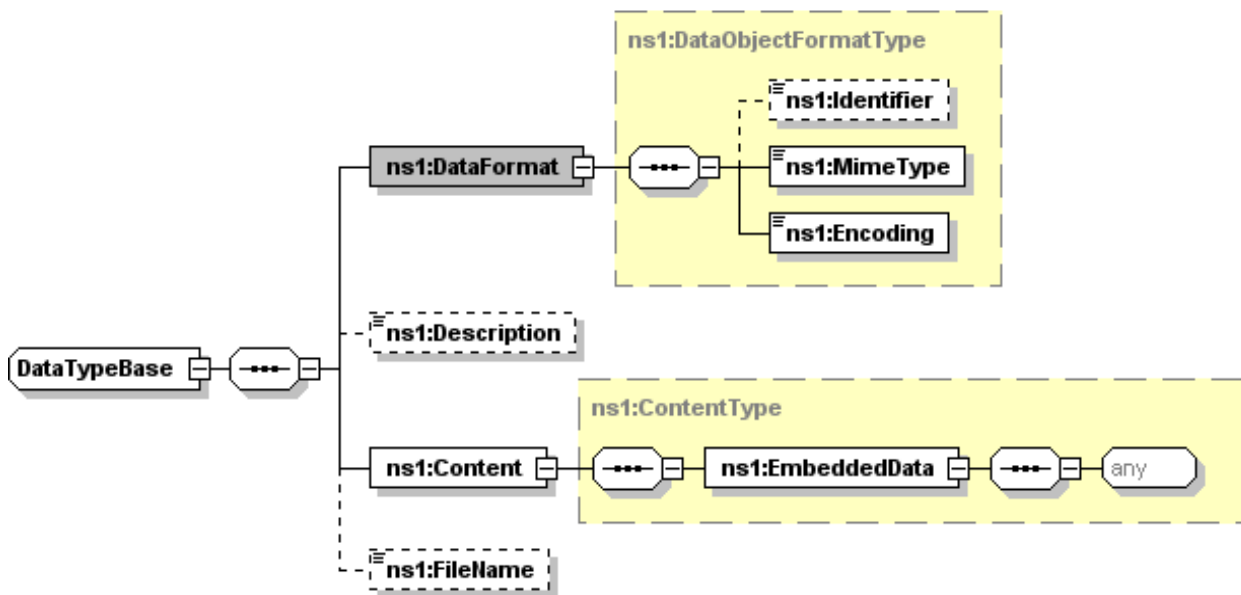 ns1:DataObjectFormatType
ns1:Identifier
ns1:DataFormat
ns1:MimeType
ns1:Encoding
ns1:Description
DataTypeBase
ns1:ContentType
ns1:Content
ns1:EmbeddedData
any
ns1:FileName